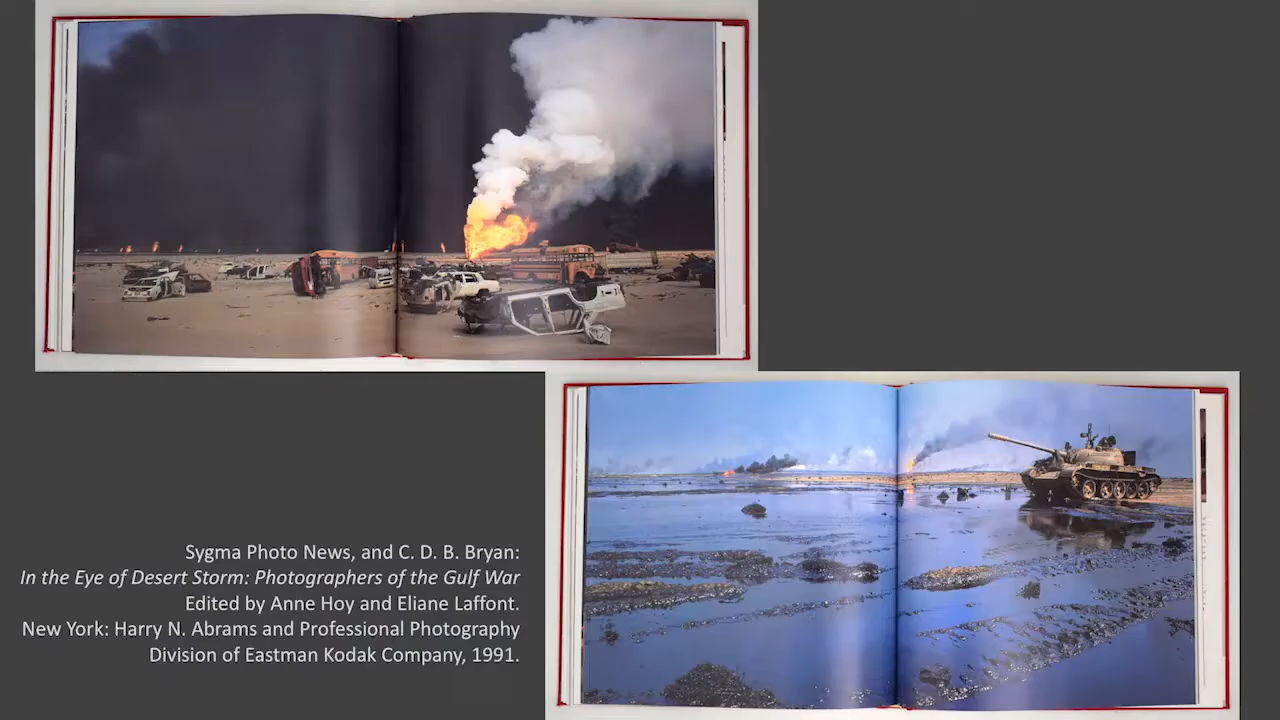 Sygma Photo News, and C. D. B. Bryan:
In the Eye of Desert Storm: Photographers of the Gulf War
Edited by Anne Hoy and Eliane Laffont.
New York: Harry N. Abrams and Professional Photography
Division of Eastman Kodak Company, 1991.